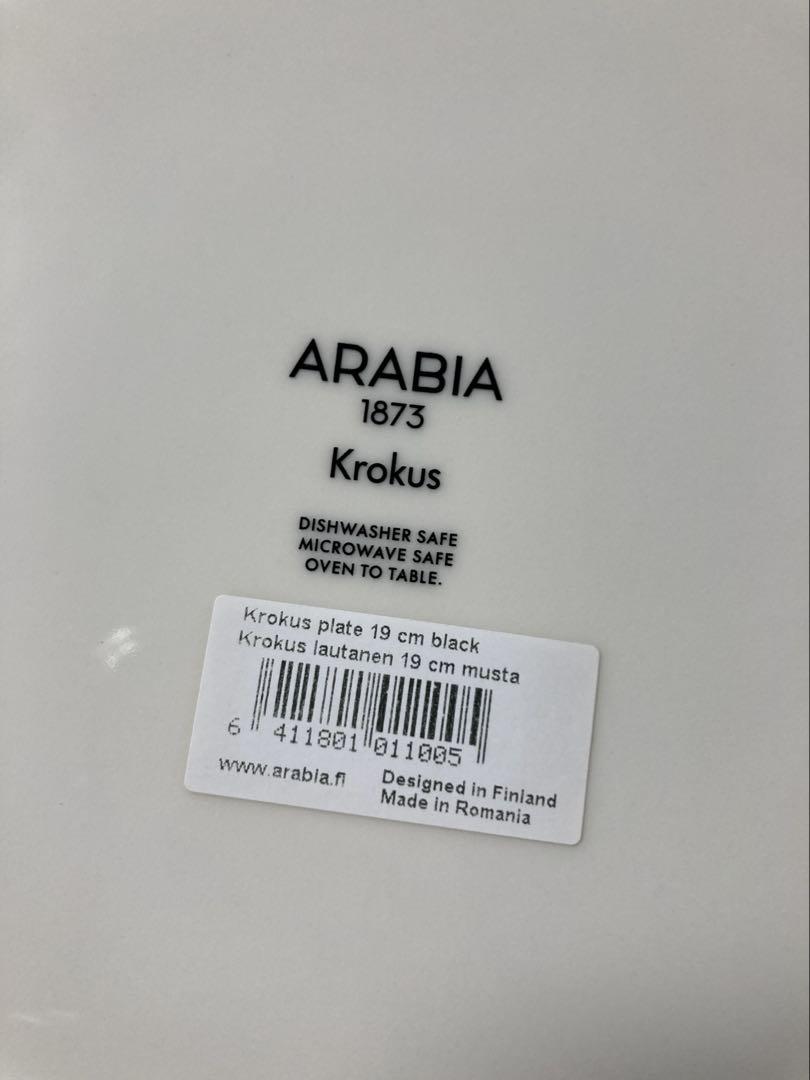 ARABIA
1873
Krokus
DISHWASHER SAFE
MICROWAVE SAFE
OVEN TO TABLE.
Krokus plate 19 cm black
Krokus lautanen 19 cm musta
6 411801 011005
www.arabia.fi
Designed in Finland
Made in Romania